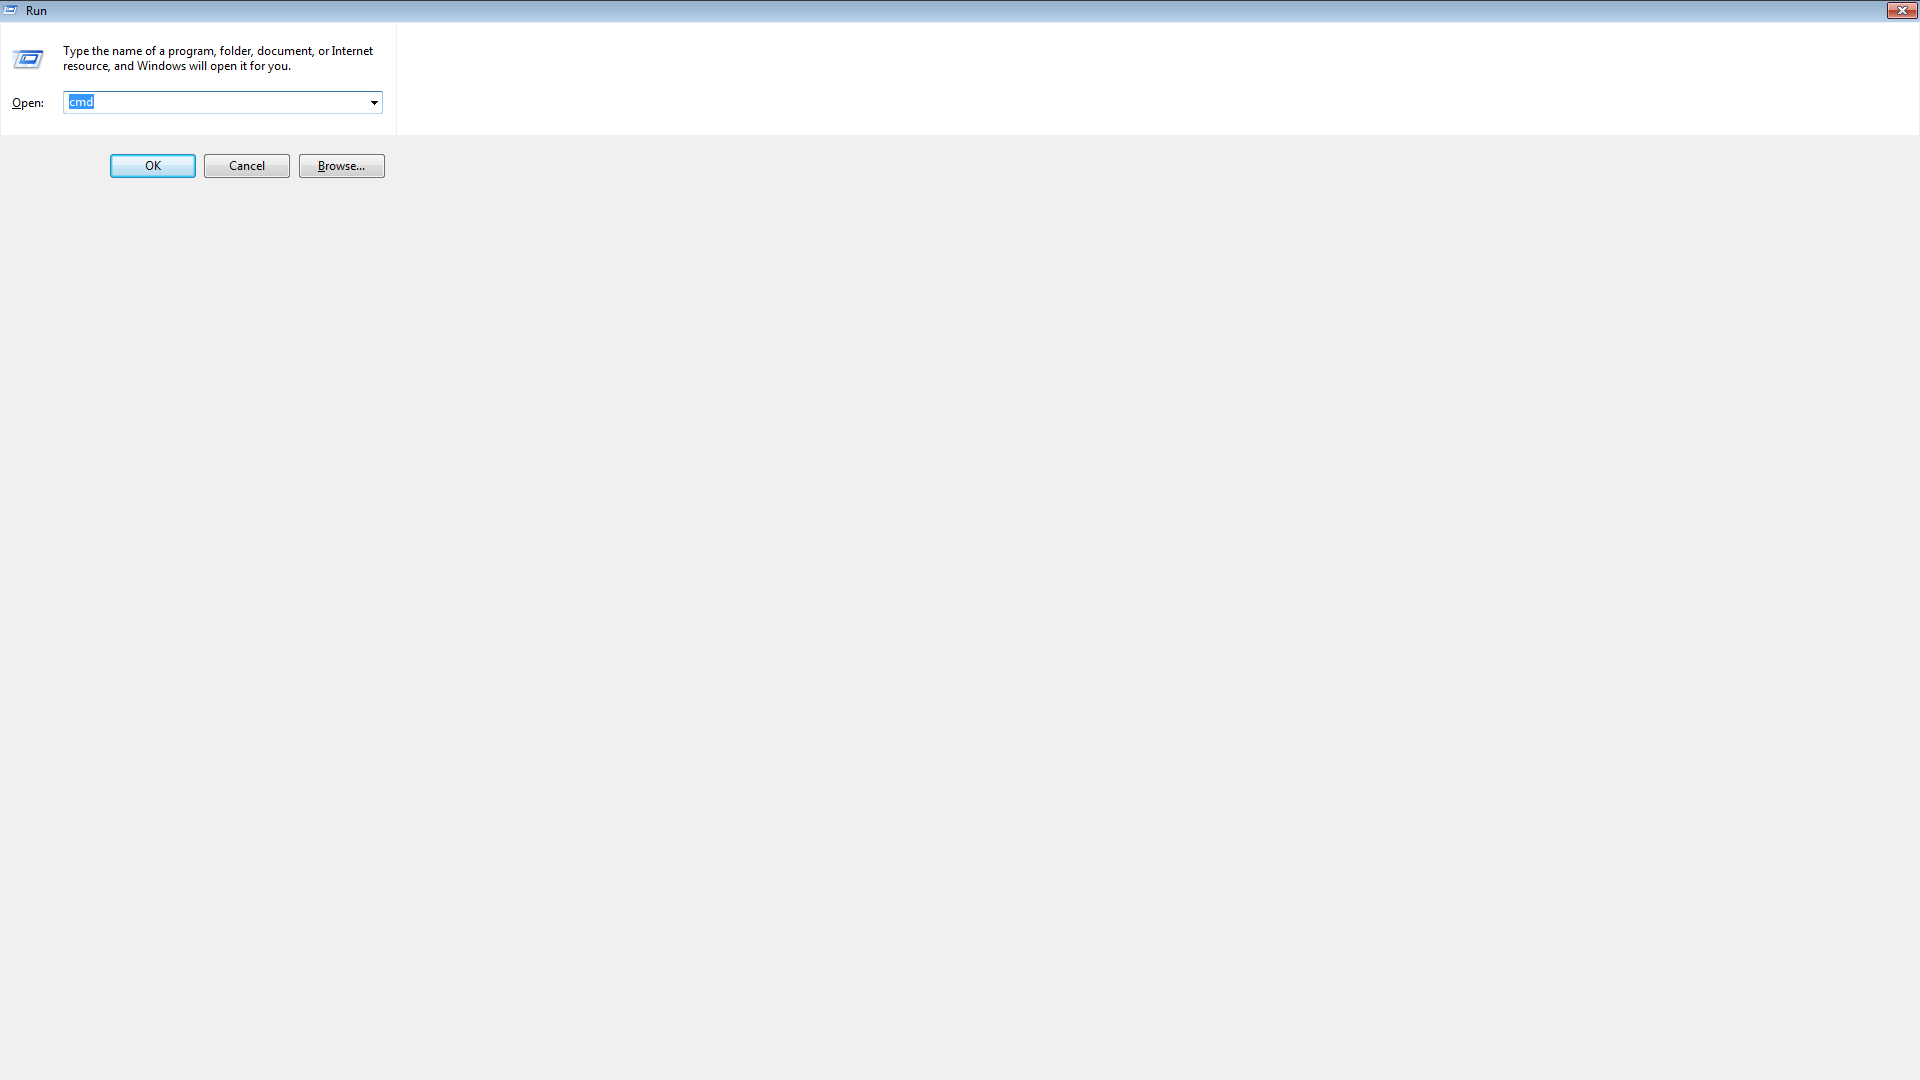 Run
Type the name of a program, folder, document, or Internet
resource, and Windows will open it for you.
Open:
cmd
OK
Cancel
Browse...